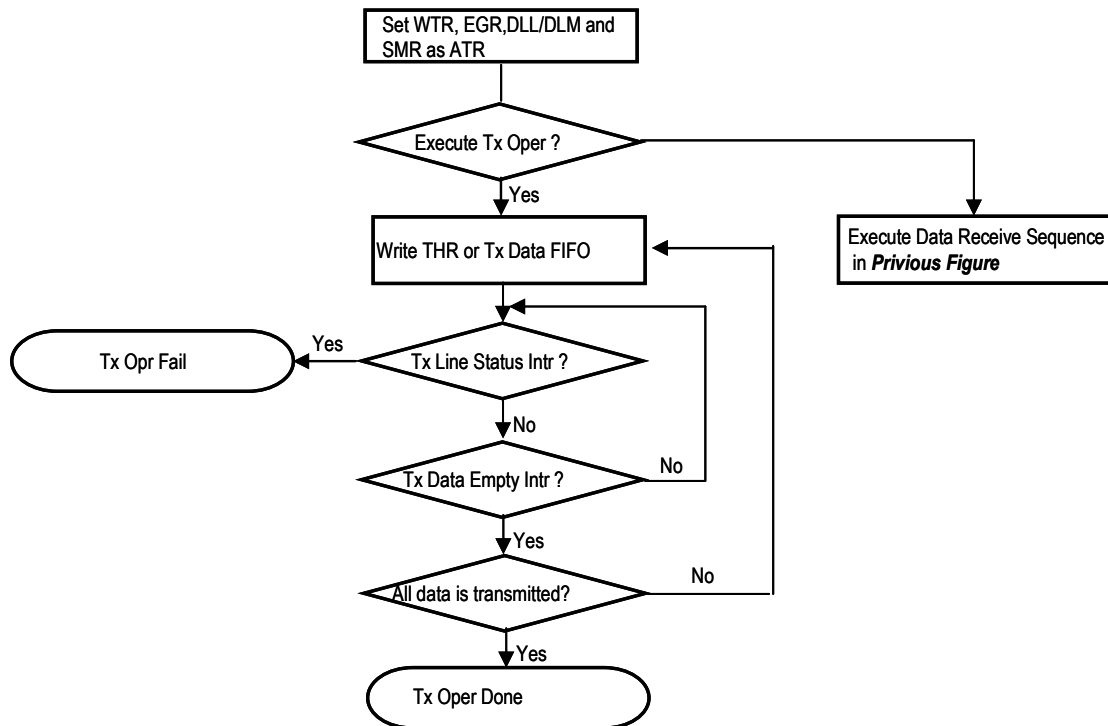 Set WTR, EGR,DLL/DLM and
SMR as ATR
Execute Tx Oper ?
Yes
Write THR or Tx Data FIFO
Execute Data Receive Sequence
in Privious Figure
Yes
Tx Opr Fail
Tx Line Status Intr ?
No
Tx Data Empty Intr ?
No
Yes
All data is transmitted?
No
Yes
Tx Oper Done